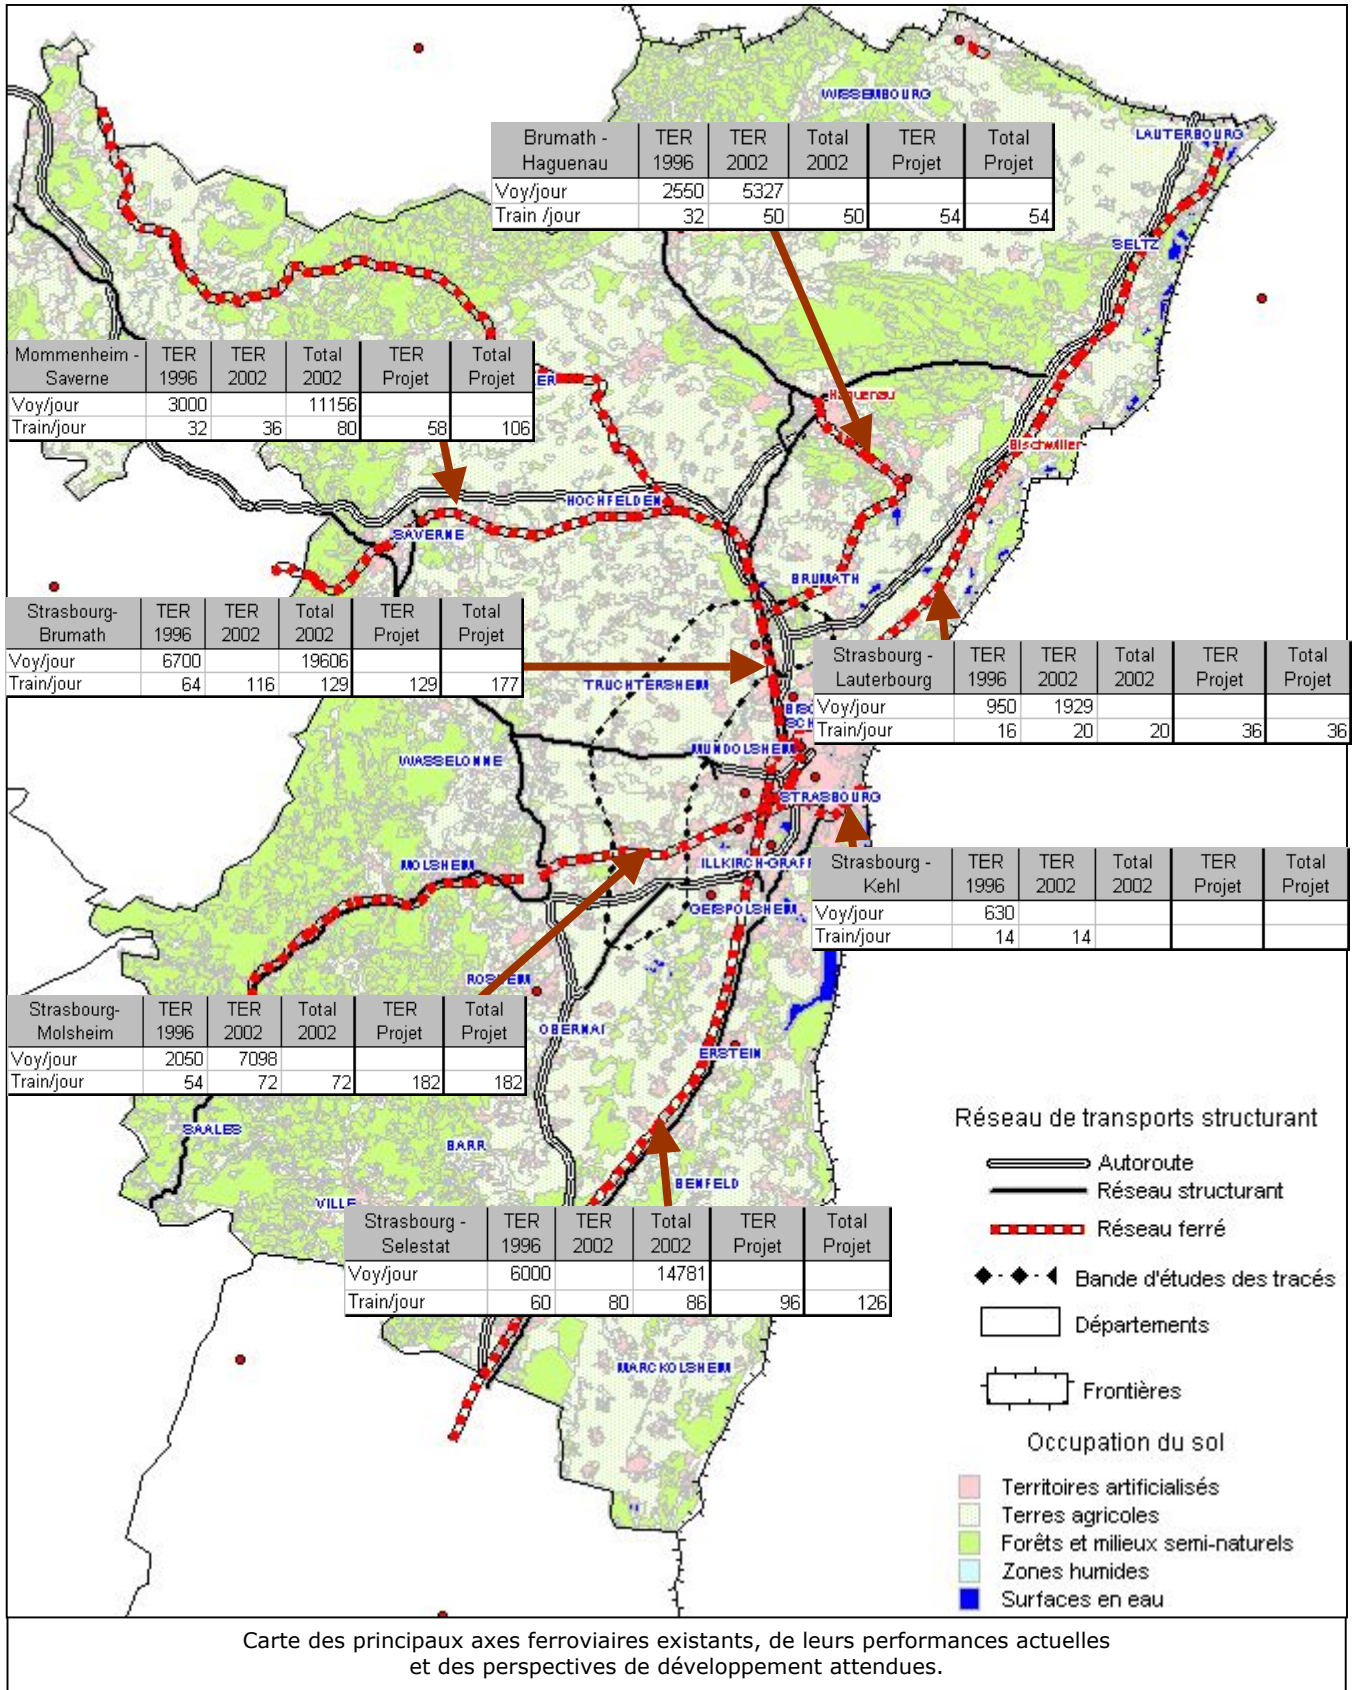 WISSEMBOURG
LAUTERBOURG
Brumath - Haguenau TER 1996 TER 2002 Total 2002 TER Projet Total Projet
Voy/jour 2550 5327
Train /jour 32 50 50 54 54
SELTZ
Mommenheim - Saverne TER 1996 TER 2002 Total 2002 TER Projet Total Projet
Voy/jour 3000 11156
Train/jour 32 36 80 58 106
ER
Haguenau
Bischwiller
HOCHFELDEN
SAVERNE
BRUMATH
Strasbourg- Brumath TER 1996 TER 2002 Total 2002 TER Projet Total Projet
Voy/jour 6700 19606
Train/jour 64 116 129 129 177
Strasbourg - Lauterbourg TER 1996 TER 2002 Total 2002 TER Projet Total Projet
Voy/jour 950 1929
Train/jour 16 20 20 36 36
TRUCHTERSHEIM
BISC
SCH
MUNDOLSHEIM
WASSELONNE
STRASBOURG
MOLSHEIM
ILLKIRCH-GRAFF
Strasbourg - Kehl TER 1996 TER 2002 Total 2002 TER Projet Total Projet
Voy/jour 630
Train/jour 14 14
GEISPOLSHEIM
ROSHEIM
Strasbourg- Molsheim TER 1996 TER 2002 Total 2002 TER Projet Total Projet
Voy/jour 2050 7098
Train/jour 54 72 72 182 182
OBERNAI
ERSTEIN
SAALES
BARR
BENFELD
VILLE
Strasbourg - Selestat TER 1996 TER 2002 Total 2002 TER Projet Total Projet
Voy/jour 6000 14781
Train/jour 60 80 86 96 126
MARCKOLSHEIM
Réseau de transports structurant
Autoroute
Réseau structurant
Réseau ferré
Bande d'études des tracés
Départements
Frontières
Occupation du sol
Territoires artificialisés
Terres agricoles
Forêts et milieux semi-naturels
Zones humides
Surfaces en eau
Carte des principaux axes ferroviaires existants, de leurs performances actuelles
et des perspectives de développement attendues.